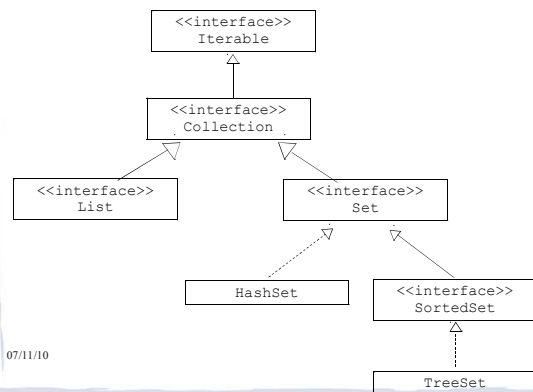 <<interface>>
Iterable
<<interface>>
Collection
<<interface>>
List
<<interface>>
Set
HashSet
<<interface>>
SortedSet
07/11/10
TreeSet